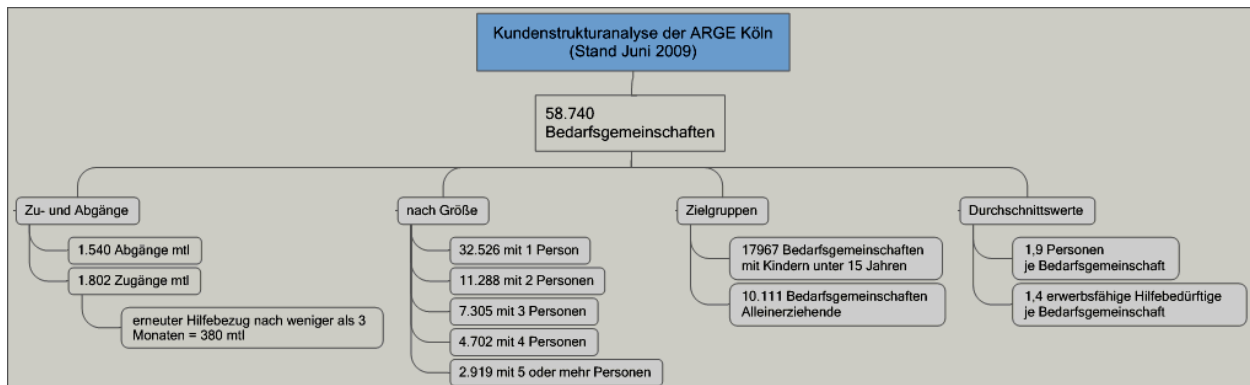 Kundenstrukturanalyse der ARGE Köln
(Stand Juni 2009)
58.740
Bedarfsgemeinschaften
Zu- und Abgänge
1.540 Abgänge mtl
1.802 Zugänge mtl
erneuter Hilfebezug nach weniger als 3
Monaten = 380 mtl
nach Größe
32.526 mit 1 Person
11.288 mit 2 Personen
7.305 mit 3 Personen
4.702 mit 4 Personen
2.919 mit 5 oder mehr Personen
Zielgruppen
17967 Bedarfsgemeinschaften
mit Kindern unter 15 Jahren
10.111 Bedarfsgemeinschaften
Alleinerziehende
Durchschnittswerte
1,9 Personen
je Bedarfsgemeinschaft
1,4 erwerbsfähige Hilfebedürftige
je Bedarfsgemeinschaft